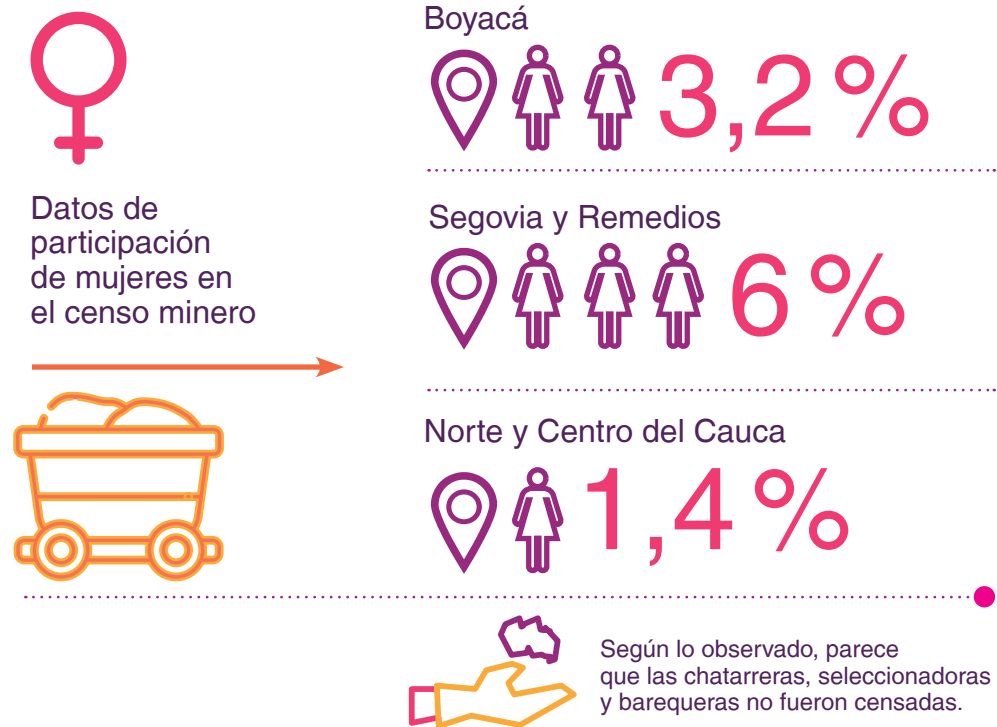 Datos de
participación
de mujeres en
el censo minero
Boyacá
3,2%
Segovia y Remedios
6%
Norte y Centro del Cauca
1,4%
Según lo observado, parece
que las chatarreras, seleccionadoras
y barequeras no fueron censadas.